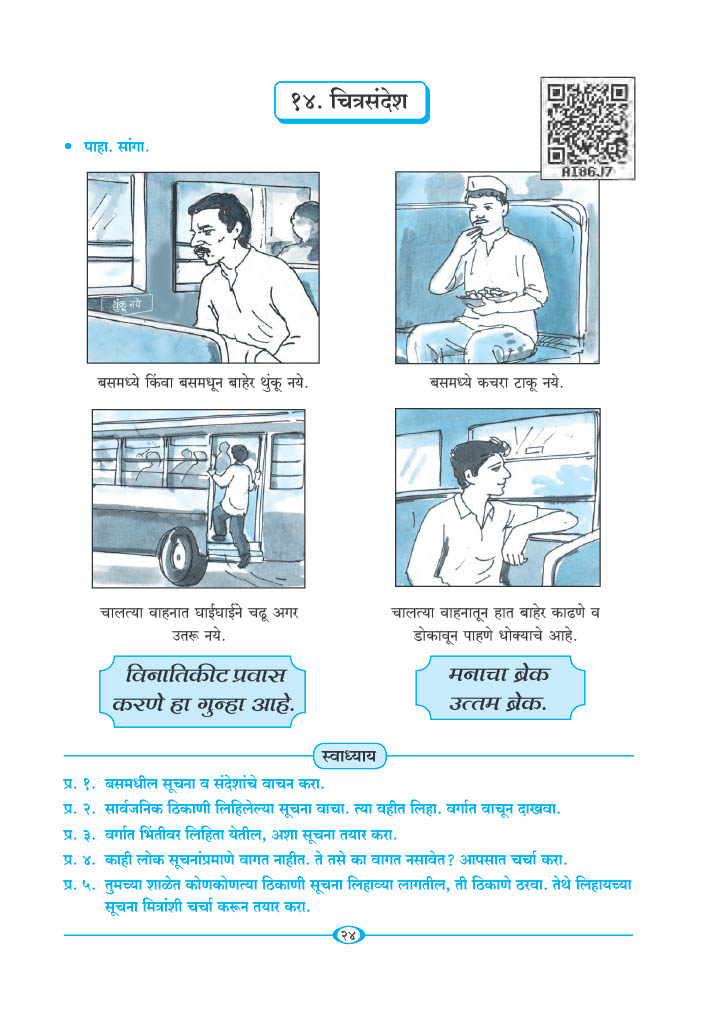 १४. चित्रसंदेश
AI86J7
• पाहा. सांगा.
थुंकू नये
बसमध्ये किंवा बसमधून बाहेर थुंकू नये.
बसमध्ये कचरा टाकू नये.
चालत्या वाहनात घाईघाईने चढू अगर
उतरू नये.
चालत्या वाहनातून हात बाहेर काढणे व
डोकावून पाहणे धोक्याचे आहे.
विनातिकीट प्रवास
करणे हा गुन्हा आहे.
मनाचा ब्रेक
उत्तम ब्रेक.
स्वाध्याय
प्र. १. बसमधील सूचना व संदेशांचे वाचन करा.
प्र. २. सार्वजनिक ठिकाणी लिहिलेल्या सूचना वाचा. त्या वहीत लिहा. वर्गात वाचून दाखवा.
प्र. ३. वर्गात भिंतीवर लिहिता येतील, अशा सूचना तयार करा.
प्र. ४. काही लोक सूचनांप्रमाणे वागत नाहीत. ते तसे का वागत नसावेत? आपसात चर्चा करा.
प्र. ५. तुमच्या शाळेत कोणकोणत्या ठिकाणी सूचना लिहाव्या लागतील, ती ठिकाणे ठरवा. तेथे लिहायच्या
सूचना मित्रांशी चर्चा करून तयार करा.
२४